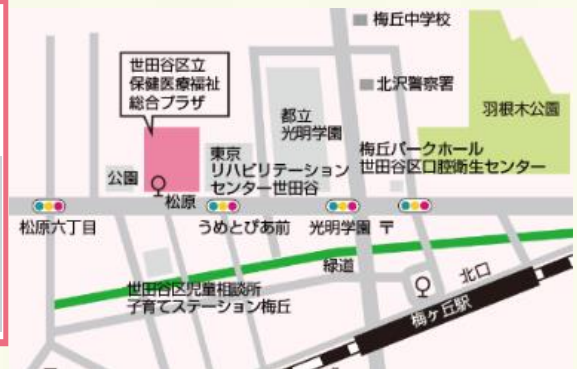 梅丘中学校
世田谷区立
保健医療福祉
総合プラザ
北沢警察署
都立
光明学園
羽根木公園
東京
リハビリテーション
センター世田谷
梅丘パークホール
世田谷区口腔衛生センター
公園
松原
松原六丁目
うめとぴあ前
光明学園
〒
緑道
世田谷区児童相談所
子育てステーション梅丘
北口
梅ヶ丘駅